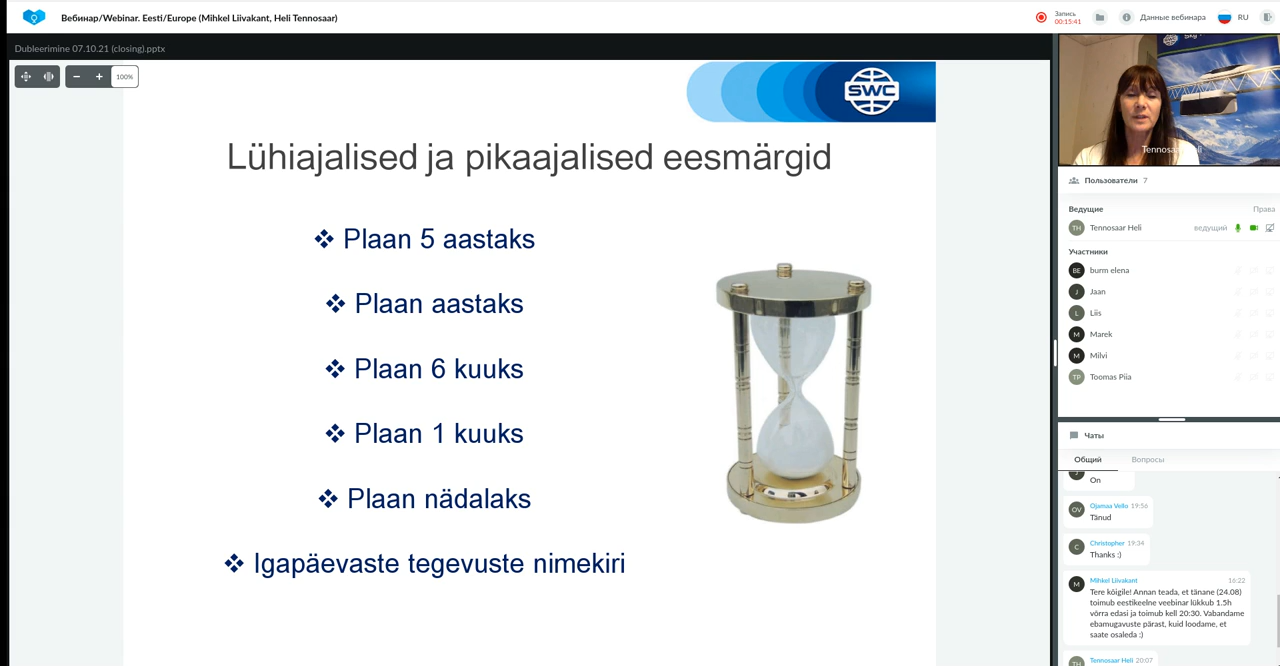 Вебинар/Webinar. Eesti/Europe (Mihkel Liivakant, Heli Tennosaar)
Запись
00:15:41
Данные вебинара
RU
Dubleerimine 07.10.21 (closing).pptx
100%
SWC
Lühiajalised ja pikaajalised eesmärgid
❖ Plaan 5 aastaks
❖ Plaan aastaks
❖ Plaan 6 kuuks
❖ Plaan 1 kuuks
❖ Plaan nädalaks
❖ Igapäevaste tegevuste nimekiri
Sky
Пользователи 7
Ведущие
Права
TH Tennosaar Heli ведущий
Участники
BE burm elena
J Jaan
L Liis
M Marek
M Milvi
TP Toomas Piia
Чаты
Общий
Вопросы
On
OV Ojamaa Vello 19:56
Tänud
C Christopher 19:34
Thanks :)
M Mihkel Liivakant 16:22
Tere kõigile! Annan teada, et tänane (24.08)
toimub eestikeelne veebinar lükkub 1.5h
võrra edasi ja toimub kell 20:30. Vabandame
ebamugavuste pärast, kuid loodame, et
saate osaleda :)
TH Tennosaar Heli 20:07